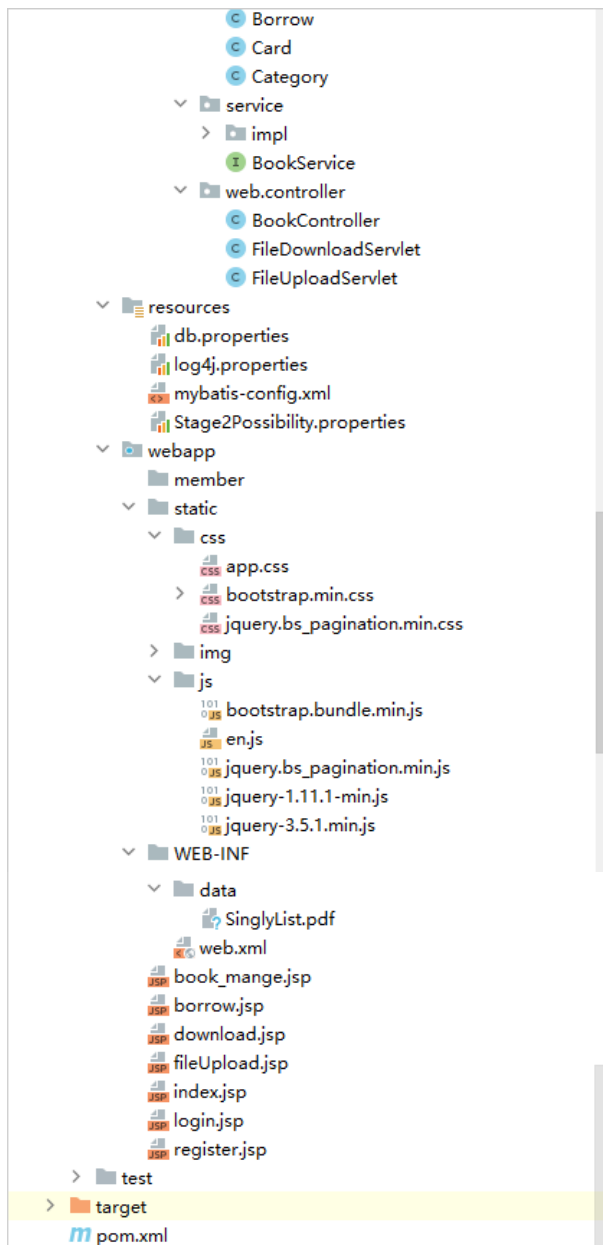 Borrow
Card
Category
service
impl
BookService
web.controller
BookController
FileDownloadServlet
FileUploadServlet
resources
db.properties
log4j.properties
mybatis-config.xml
Stage2Possibility.properties
webapp
member
static
css
app.css
bootstrap.min.css
jquery.bs_pagination.min.css
img
js
bootstrap.bundle.min.js
en.js
jquery.bs_pagination.min.js
jquery-1.11.1-min.js
jquery-3.5.1.min.js
WEB-INF
data
SinglyList.pdf
web.xml
book_mange.jsp
borrow.jsp
download.jsp
fileUpload.jsp
index.jsp
login.jsp
register.jsp
test
target
pom.xml